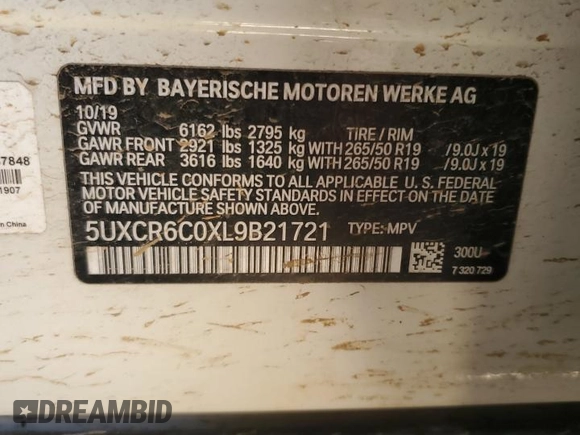 MFD BY BAYERISCHE MOTOREN WERKE AG
10/19
GVWR 6162 lbs 2795 kg TIRE / RIM
GAWR FRONT 2921 lbs 1325 kg WITH 265/50 R19 /9.0J x 19
GAWR REAR 3616 lbs 1640 kg WITH 265/50 R19 /9.0J x 19
THIS VEHICLE CONFORMS TO ALL APPLICABLE U. S. FEDERAL
MOTOR VEHICLE SAFETY STANDARDS IN EFFECT ON THE DATE
OF MANUFACTURE SHOWN ABOVE.
5UXCR6C0XL9B21721 TYPE: MPV
300U
7 320 729
7848
1907
in China
DREAMBID